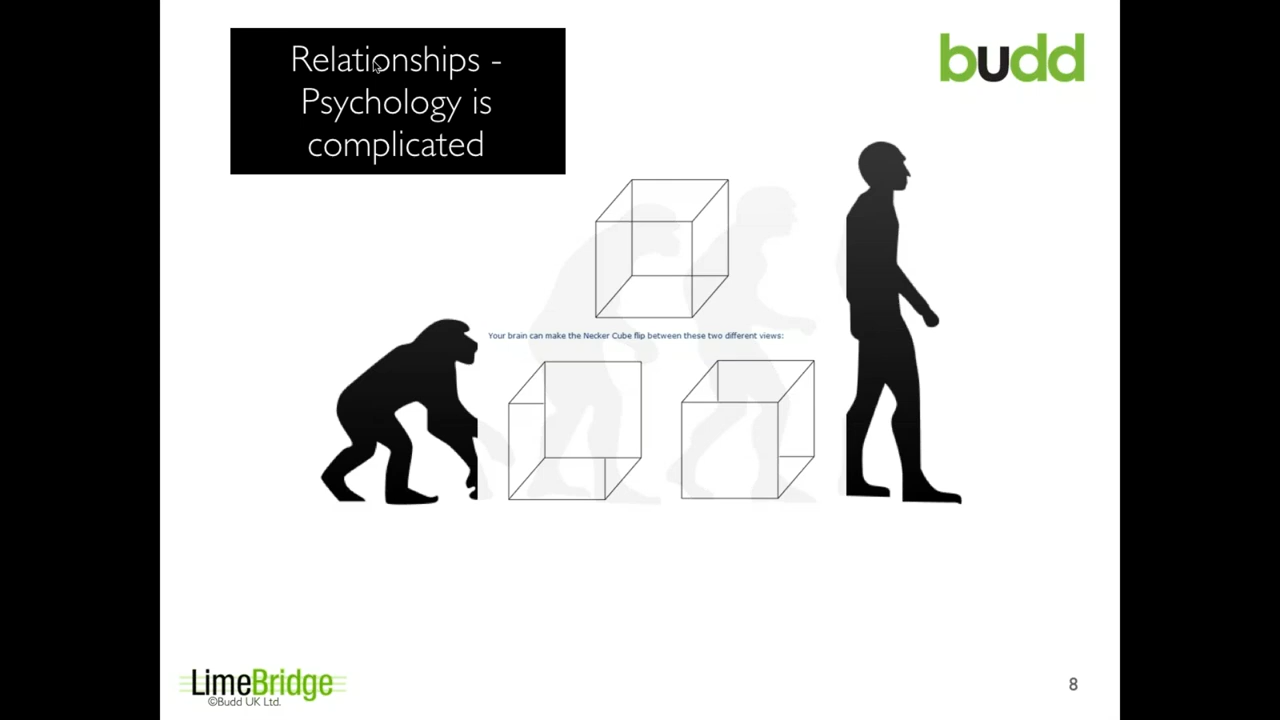 Relationships -
Psychology is
complicated
budd
Your brain can make the Necker Cube flip between these two different views:
LimeBridge
©Budd UK Ltd.
8